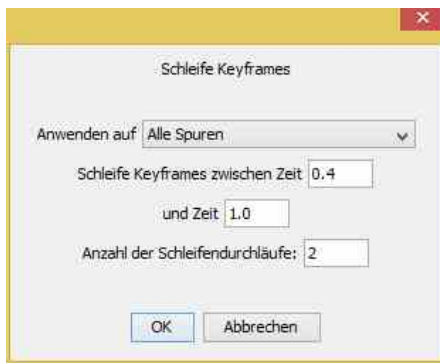 Schleife Keyframes
Anwenden auf Alle Spuren
Schleife Keyframes zwischen Zeit 0.4
und Zeit 1.0
Anzahl der Schleifendurchläufe: 2
OK Abbrechen